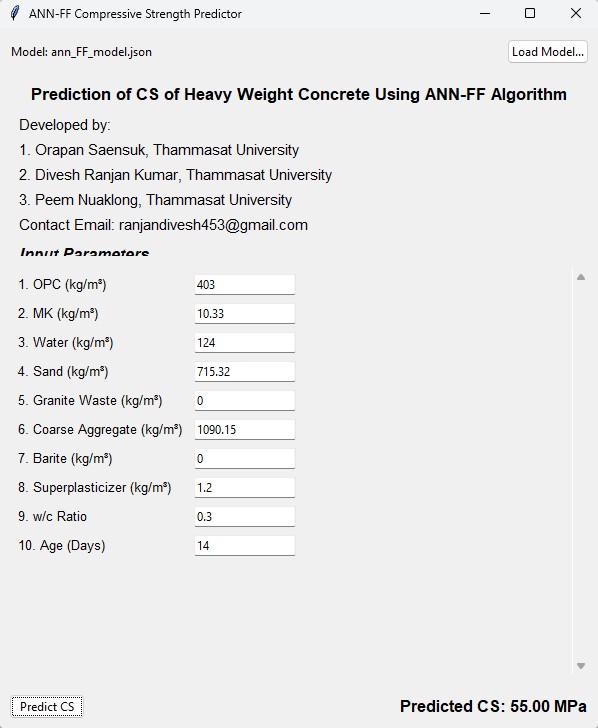 ANN-FF Compressive Strength Predictor
Model: ann_FF_model.json
Load Model...
Prediction of CS of Heavy Weight Concrete Using ANN-FF Algorithm
Developed by:
1. Orapan Saensuk, Thammasat University
2. Divesh Ranjan Kumar, Thammasat University
3. Peem Nuaklong, Thammasat University
Contact Email: ranjandivesh453@gmail.com
Input Parameters
1. OPC (kg/m³) 403
2. MK (kg/m³) 10.33
3. Water (kg/m³) 124
4. Sand (kg/m³) 715.32
5. Granite Waste (kg/m³) 0
6. Coarse Aggregate (kg/m³) 1090.15
7. Barite (kg/m³) 0
8. Superplasticizer (kg/m³) 1.2
9. w/c Ratio 0.3
10. Age (Days) 14
Predict CS
Predicted CS: 55.00 MPa